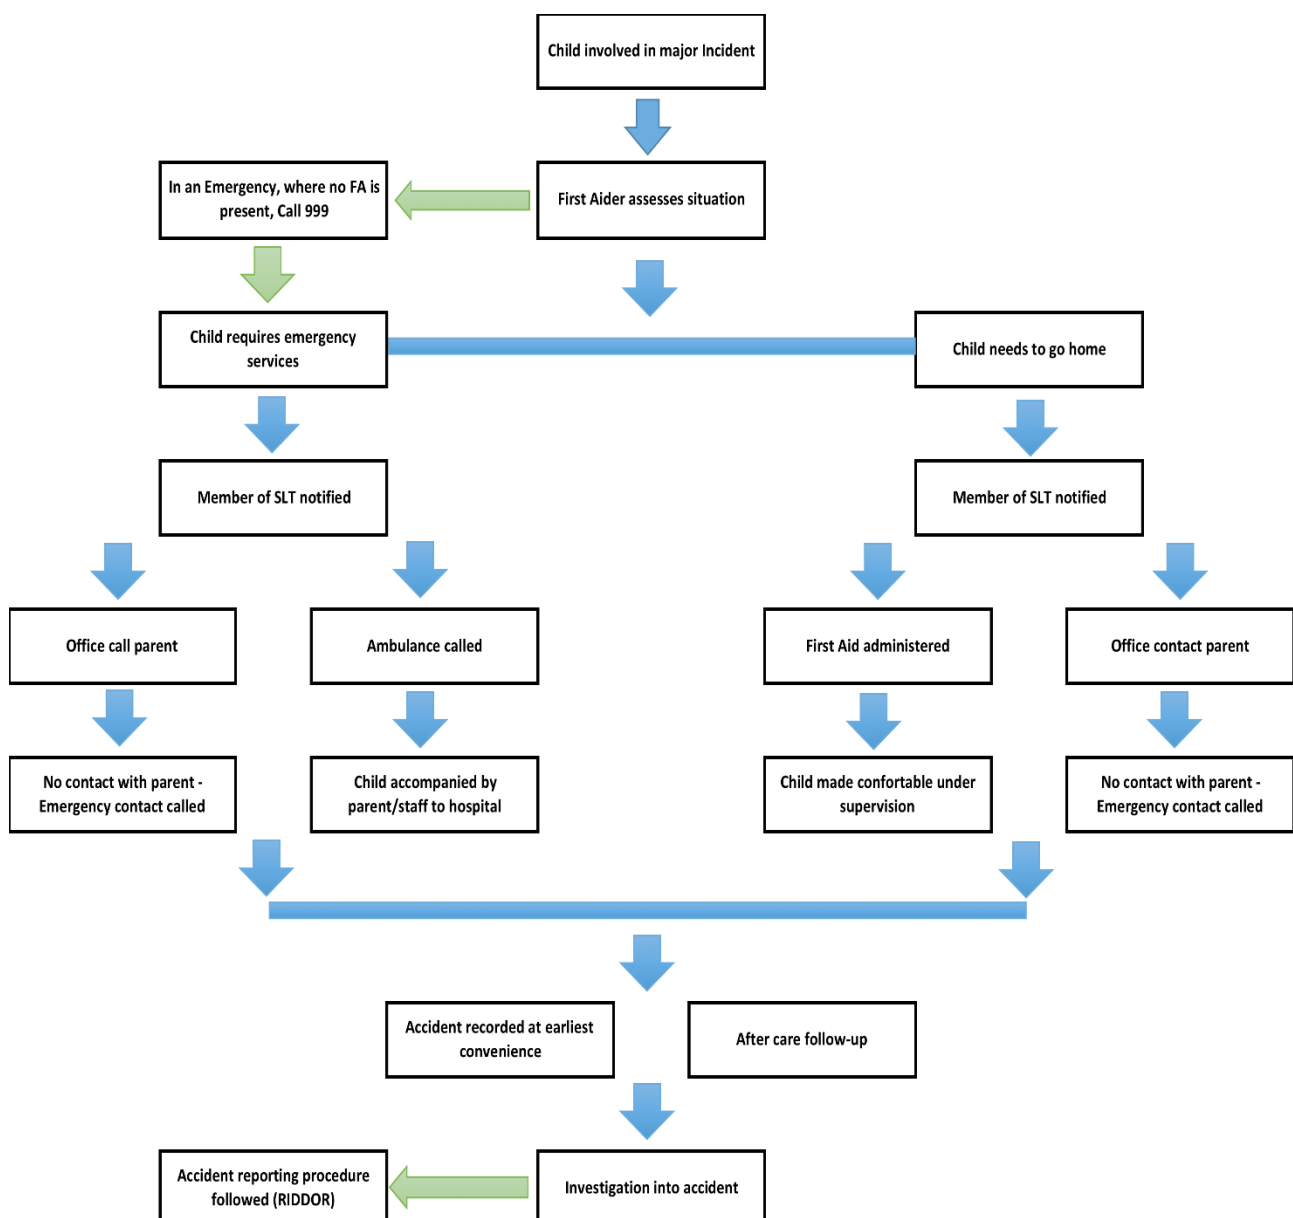 Child involved in major Incident
In an Emergency, where no FA is
present, Call 999
First Aider assesses situation
Child requires emergency
services
Child needs to go home
Member of SLT notified
Member of SLT notified
Office call parent
Ambulance called
First Aid administered
Office contact parent
No contact with parent -
Emergency contact called
Child accompanied by
parent/staff to hospital
Child made confortable under
supervision
No contact with parent -
Emergency contact called
Accident recorded at earliest
convenience
After care follow-up
Accident reporting procedure
followed (RIDDOR)
Investigation into accident